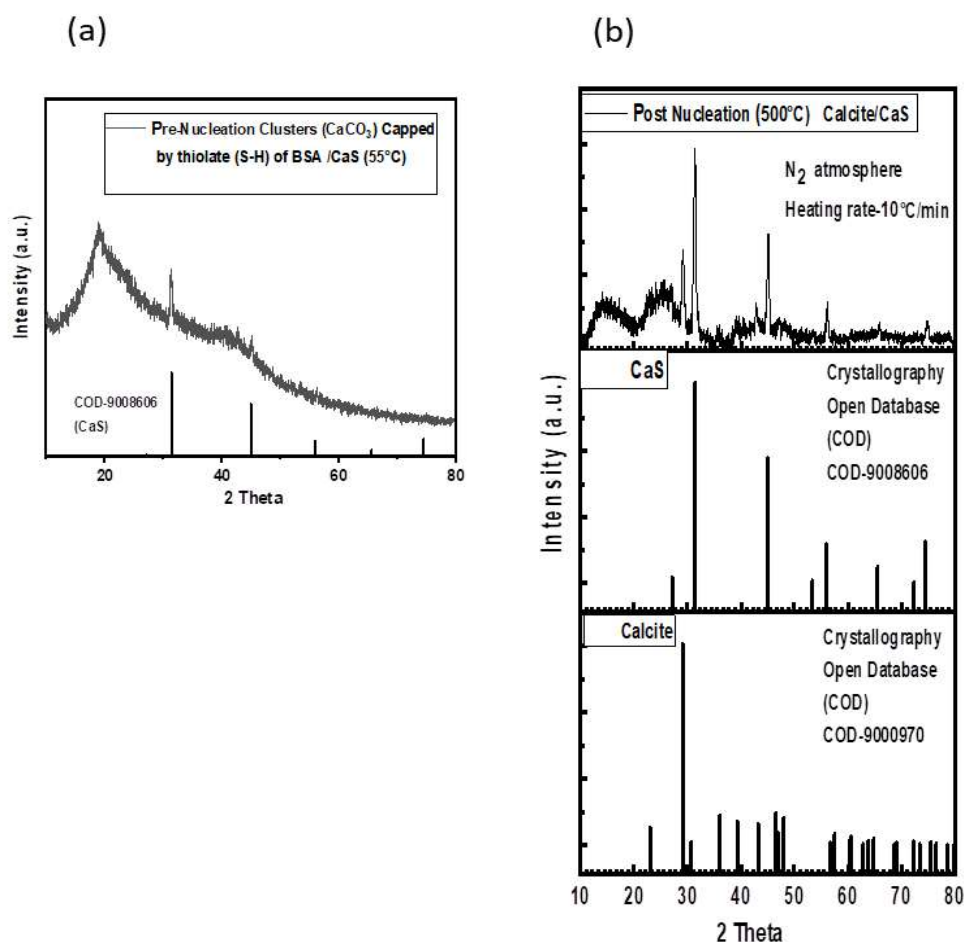 (a)
(b)
Pre-Nucleation Clusters (CaCO₃) Capped
by thiolate (S-H) of BSA /CaS (55°C)
Intensity (a.u.)
COD-9008606
(CaS)
20 40 60 80
2 Theta
Post Nucleation (500°C) Calcite/CaS
N₂ atmosphere
Heating rate-10°C/min
Intensity (a.u.)
CaS
Crystallography
Open Database
(COD)
COD-9008606
Calcite
Crystallography
Open Database
(COD)
COD-9000970
10 20 30 40 50 60 70 80
2 Theta